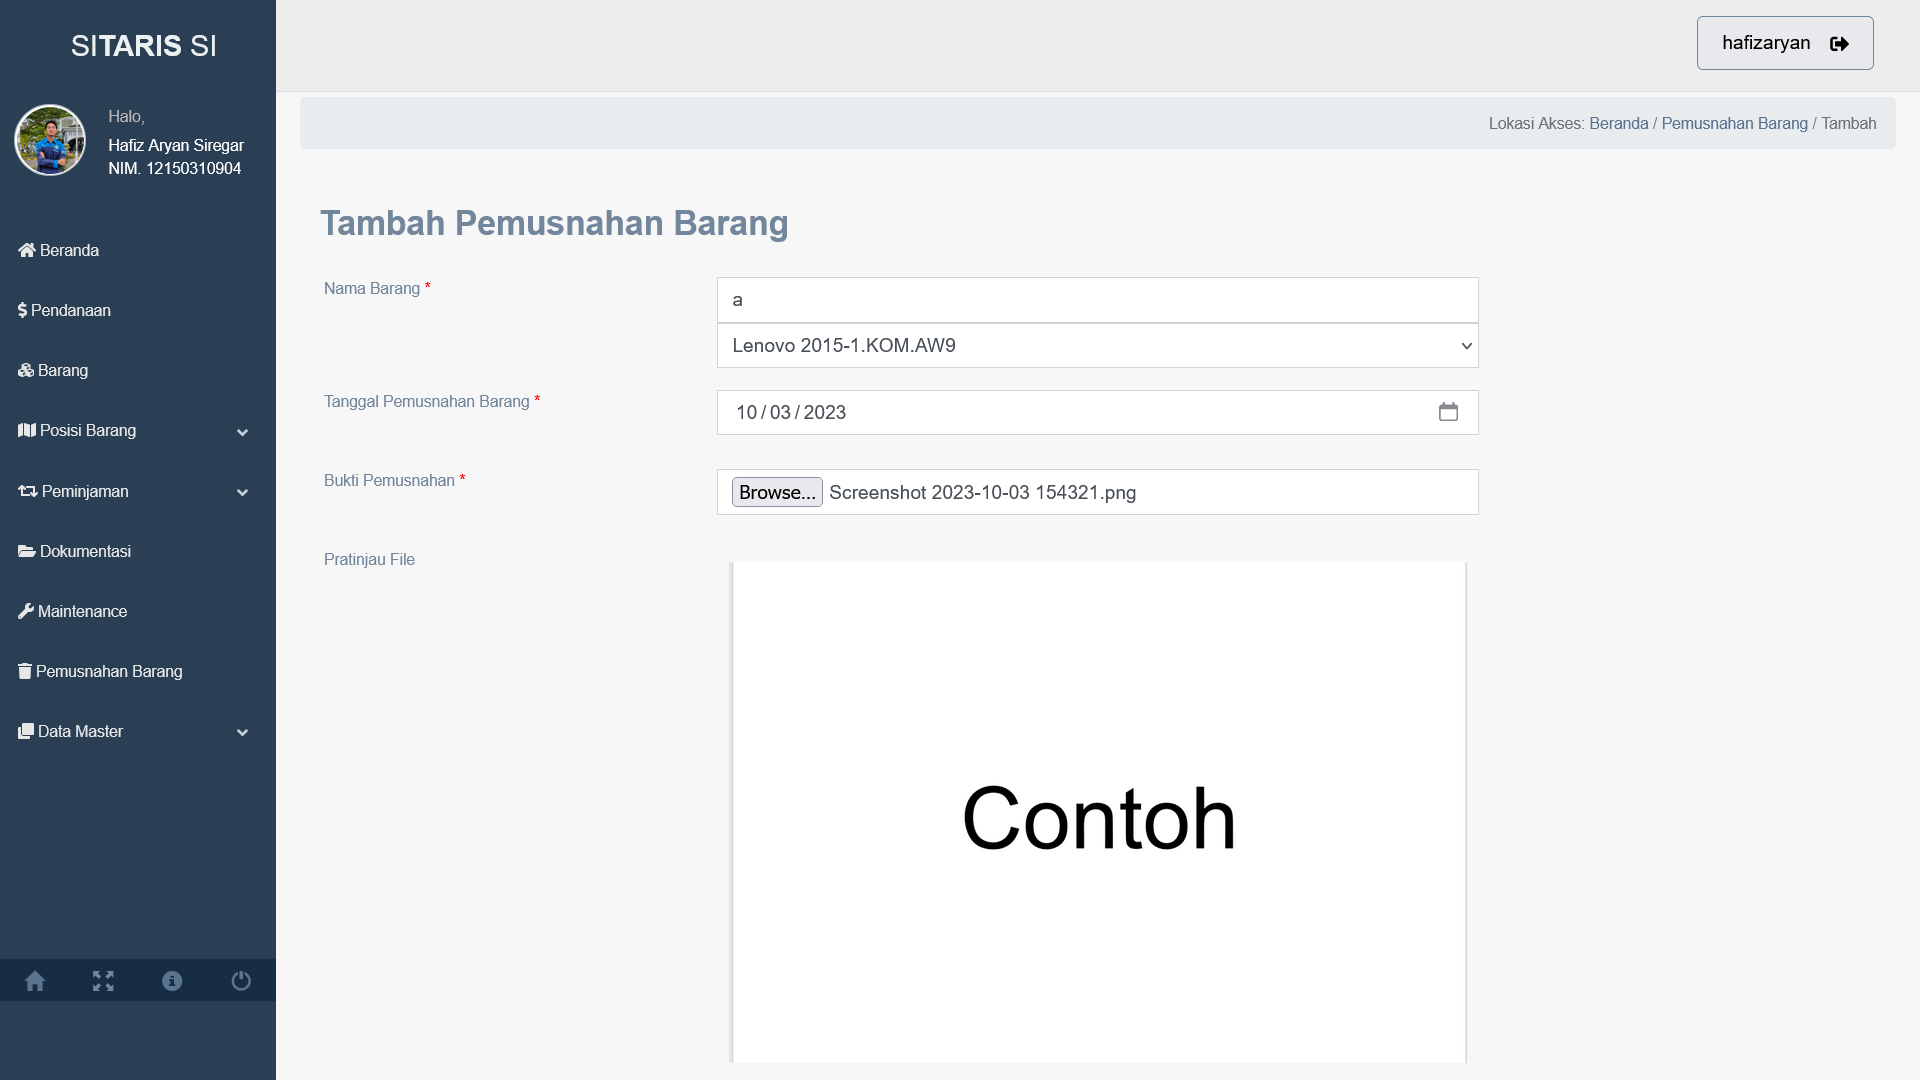 SITARIS SI
Halo,
Hafiz Aryan Siregar
NIM. 12150310904
Beranda
Pendanaan
Barang
Posisi Barang
Peminjaman
Dokumentasi
Maintenance
Pemusnahan Barang
Data Master
hafizaryan
Lokasi Akses: Beranda / Pemusnahan Barang / Tambah
Tambah Pemusnahan Barang
Nama Barang *
a
Lenovo 2015-1.KOM.AW9
Tanggal Pemusnahan Barang *
10 / 03 / 2023
Bukti Pemusnahan *
Browse... Screenshot 2023-10-03 154321.png
Pratinjau File
Contoh